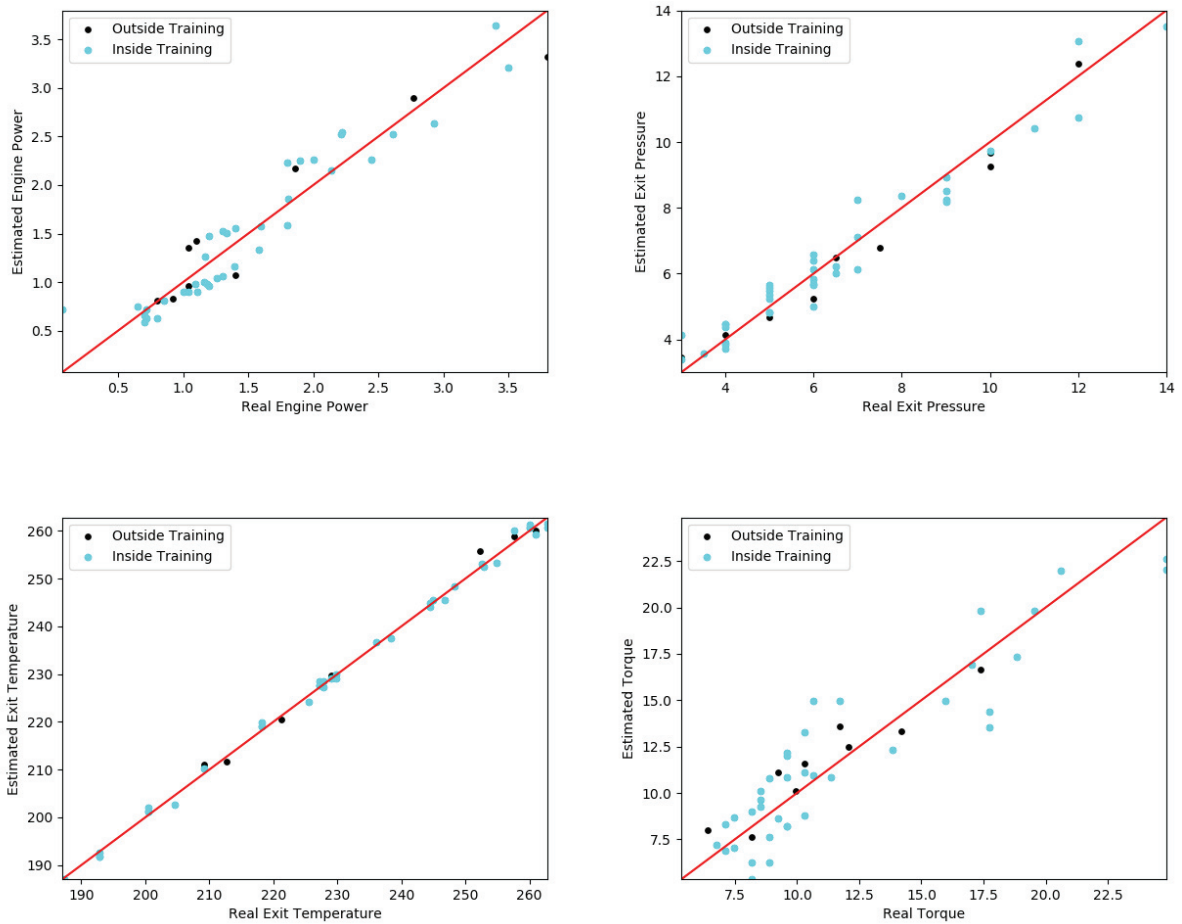 Outside Training
Inside Training
3.5
3.0
2.5
2.0
1.5
1.0
0.5
0.5 1.0 1.5 2.0 2.5 3.0 3.5
Estimated Engine Power
Real Engine Power
Outside Training
Inside Training
14
12
10
8
6
4
4 6 8 10 12 14
Estimated Exit Pressure
Real Exit Pressure
Outside Training
Inside Training
260
250
240
230
220
210
200
190
190 200 210 220 230 240 250 260
Estimated Exit Temperature
Real Exit Temperature
Outside Training
Inside Training
22.5
20.0
17.5
15.0
12.5
10.0
7.5
7.5 10.0 12.5 15.0 17.5 20.0 22.5
Estimated Torque
Real Torque